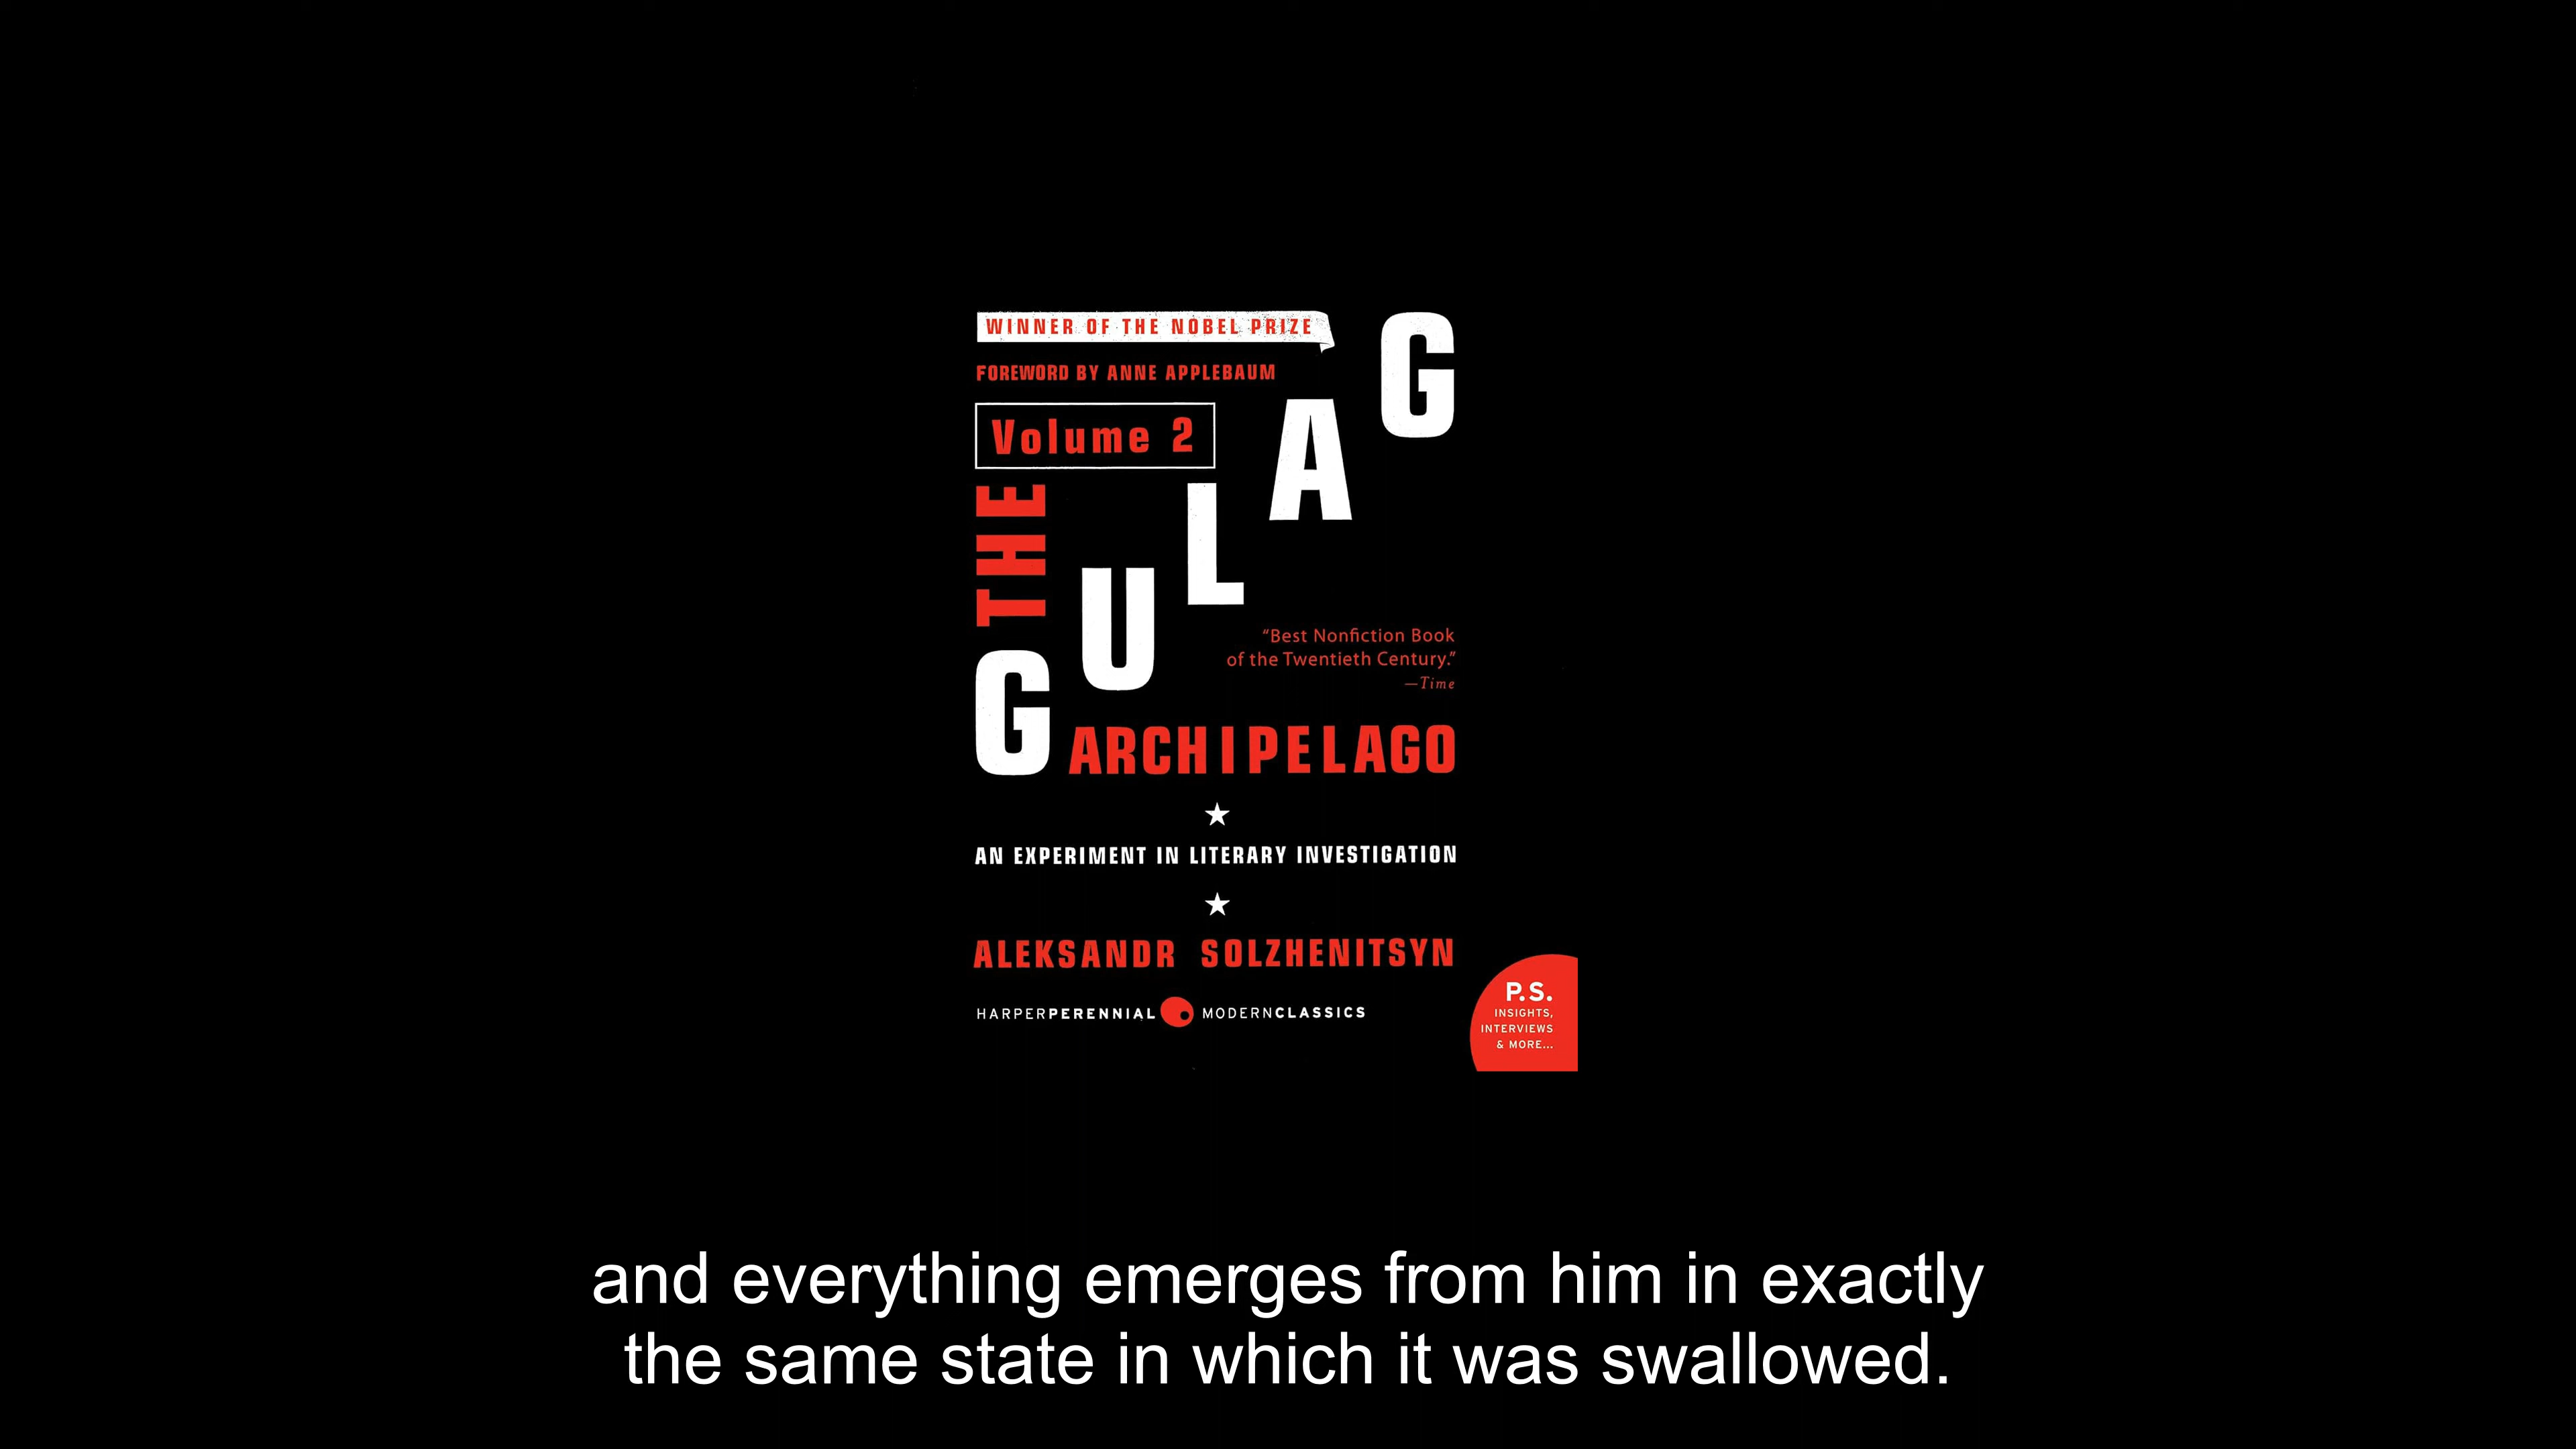 WINNER OF THE NOBEL PRIZE
FOREWORD BY ANNE APPLEBAUM
Volume 2
THE
GULAG
ARCHIPELAGO
"Best Nonfiction Book
of the Twentieth Century."
—Time
★
AN EXPERIMENT IN LITERARY INVESTIGATION
★
ALEKSANDR SOLZHENITSYN
HARPERPERENNIAL MODERNCLASSICS
P.S.
INSIGHTS,
INTERVIEWS
& MORE...
and everything emerges from him in exactly
the same state in which it was swallowed.